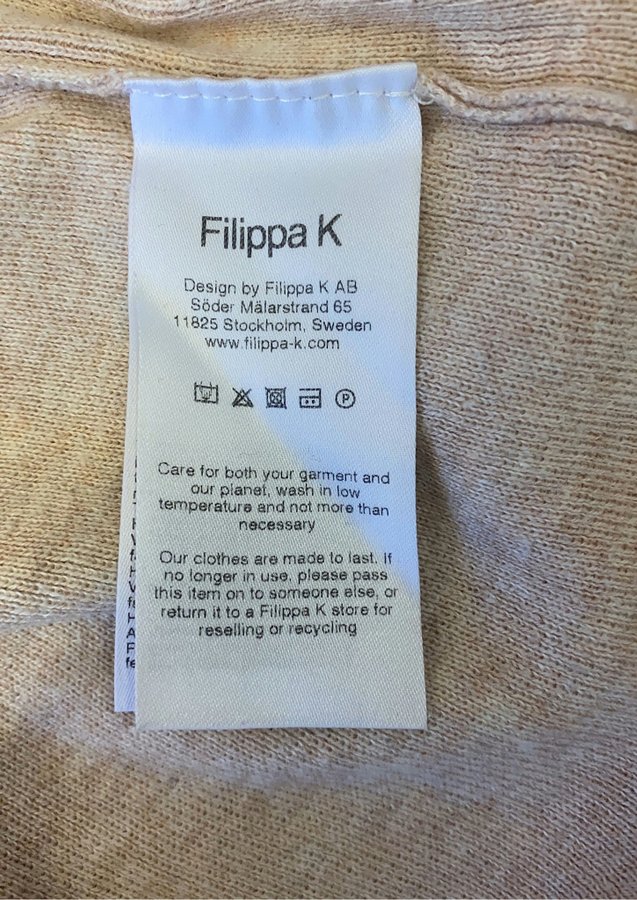 Filippa K
Design by Filippa K AB
Söder Mälarstrand 65
11825 Stockholm, Sweden
www.filippa-k.com
P
Care for both your garment and
our planet, wash in low
temperature and not more than
necessary
Our clothes are made to last. If
no longer in use, please pass
this item on to someone else, or
return it to a Filippa K store for
reselling or recycling